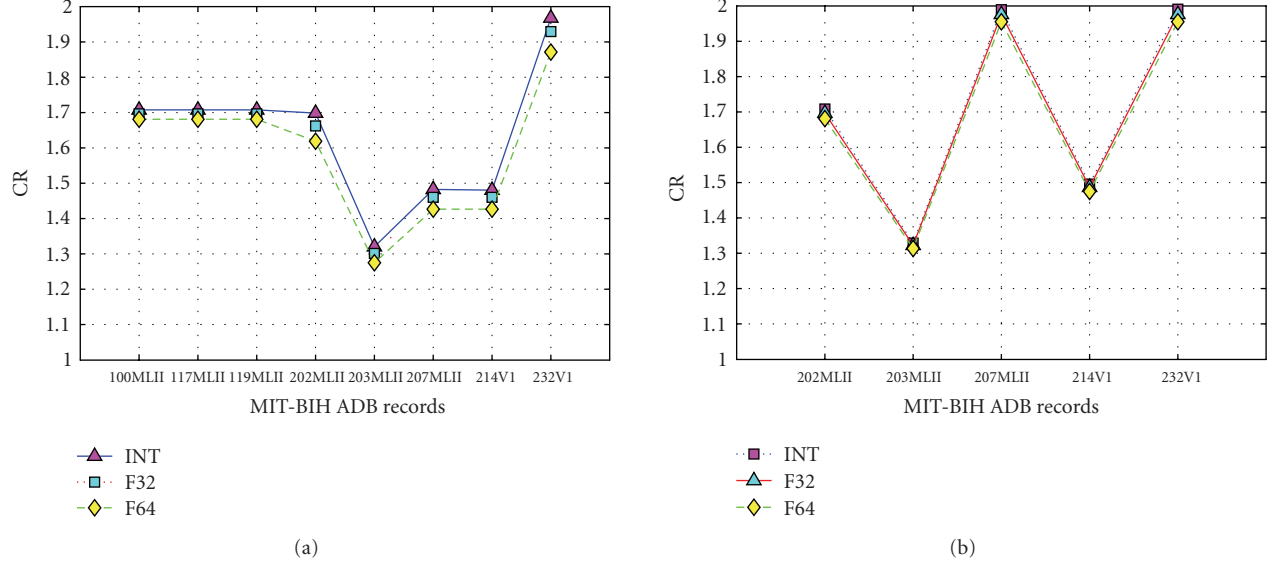 2
1.9
1.8
1.7
1.6
1.5
1.4
1.3
1.2
1.1
1
CR
100MLII 117MLII 119MLII 202MLII 203MLII 207MLII 214V1 232V1
MIT-BIH ADB records
INT
F32
F64
(a)
2
1.9
1.8
1.7
1.6
1.5
1.4
1.3
1.2
1.1
1
CR
202MLII 203MLII 207MLII 214V1 232V1
MIT-BIH ADB records
INT
F32
F64
(b)